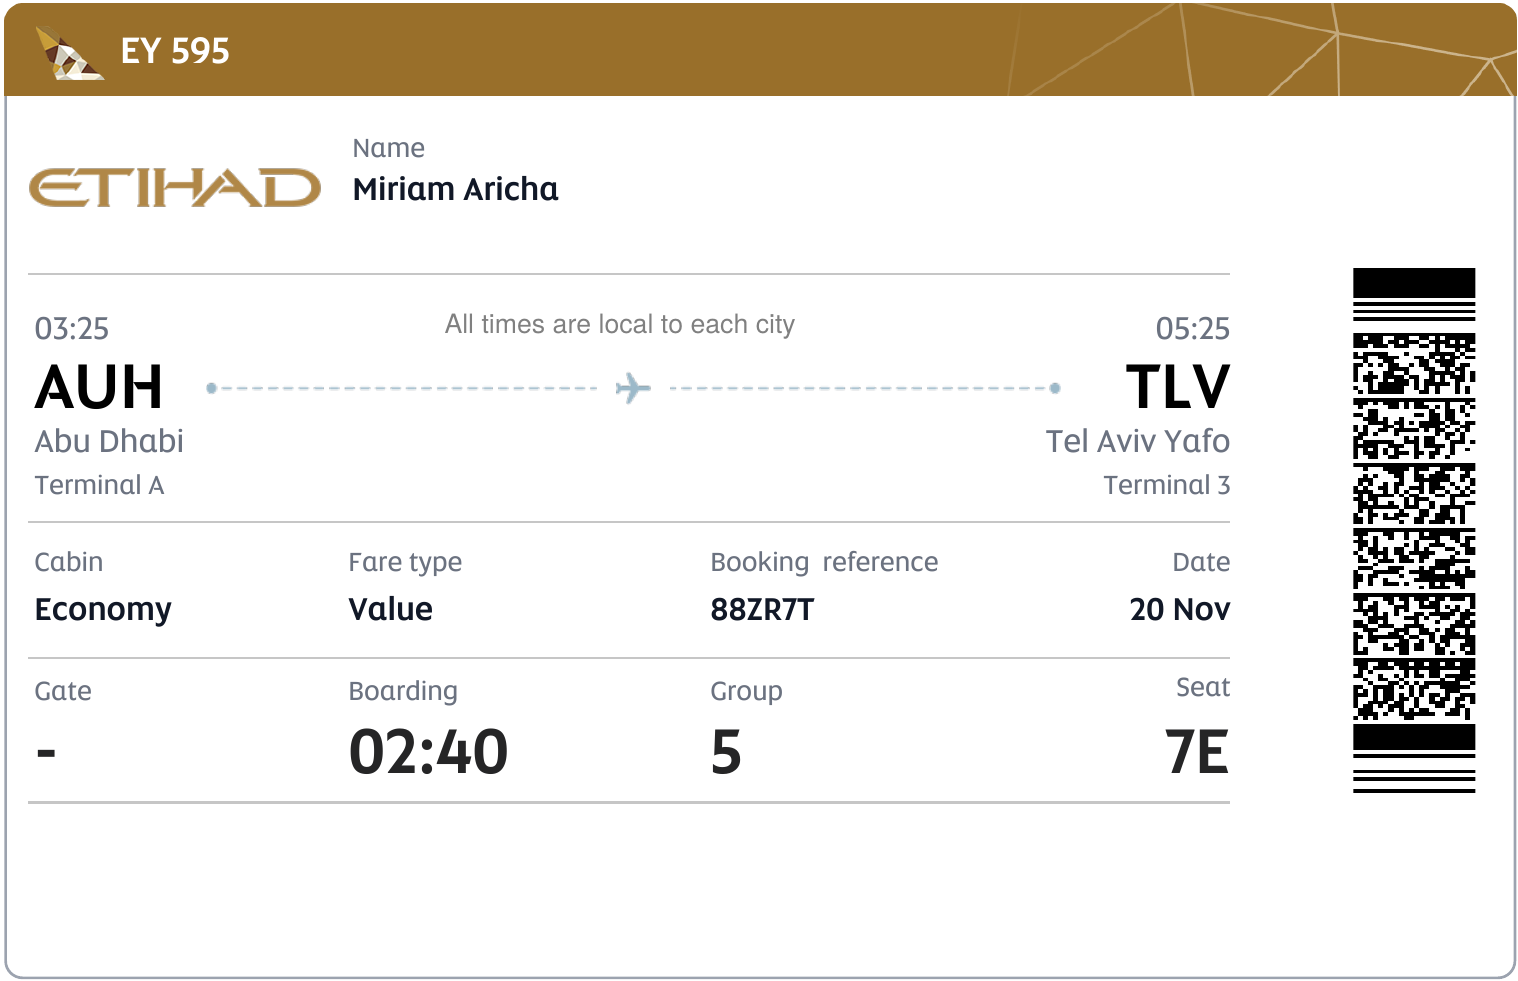 EY 595
ETIHAD
Name
Miriam Aricha
03:25 All times are local to each city 05:25
AUH TLV
Abu Dhabi Tel Aviv Yafo
Terminal A Terminal 3
Cabin Fare type Booking reference Date
Economy Value 88ZR7T 20 Nov
Gate Boarding Group Seat
- 02:40 5 7E